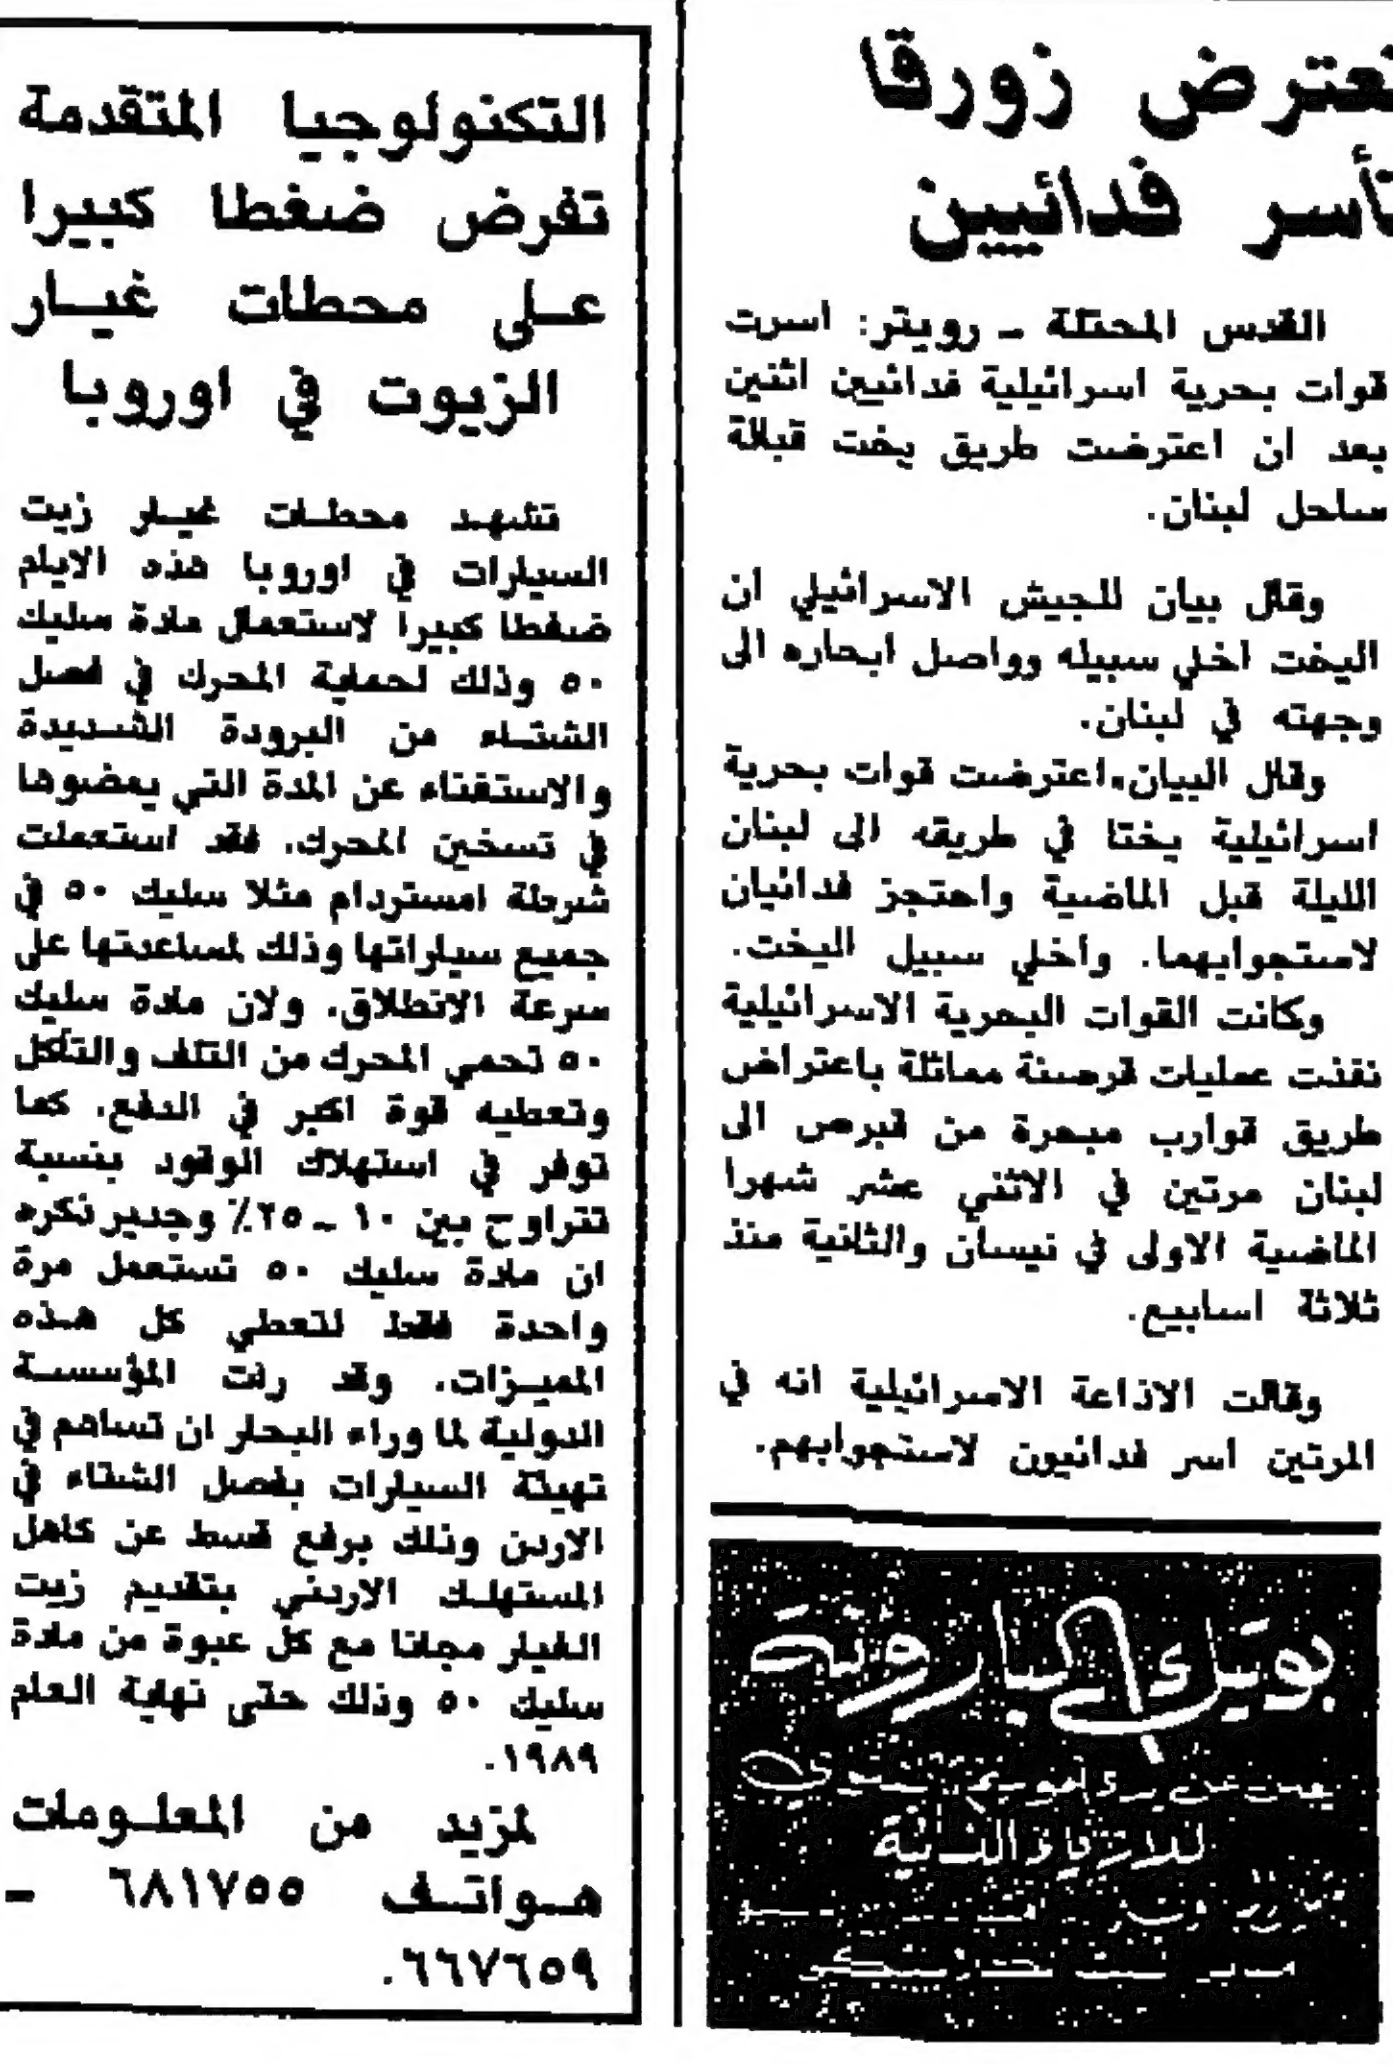 تعترض زورقا
تأسر فدائيين
القدس المحتلة ـ رويتر: اسرت
قوات بحرية اسرائيلية فدائيين اثنين
بعد ان اعترضت طريق يخت قبالة
ساحل لبنان.
وقال بيان للجيش الاسرائيلي ان
اليخت اخلي سبيله وواصل ابحاره الى
وجهته في لبنان.
وقال البيان، اعترضت قوات بحرية
اسرائيلية يختا في طريقه الى لبنان
الليلة قبل الماضية واحتجز فدائيان
لاستجوابهما. وأخلي سبيل اليخت.
وكانت القوات البحرية الاسرائيلية
نفذت عمليات قرصنة مماثلة باعتراض
طريق قوارب مبحرة من قبرص الى
لبنان مرتين في الاثني عشر شهرا
الماضية الاولى في نيسان والثانية منذ
ثلاثة اسابيع.
وقالت الاذاعة الاسرائيلية انه في
المرتين اسر فدائيون لاستجوابهم.
بوتيك البارونة
للازياء النسائية
التكنولوجيا المتقدمة
تفرض ضغطا كبيرا
على محطات غيار
الزيوت في اوروبا
تشهد محطات غيار زيت
السيارات في اوروبا هذه الايام
ضغطا كبيرا لاستعمال مادة سليك
٥٠ وذلك لحماية المحرك في فصل
الشتاء من البرودة الشديدة
والاستغناء عن المدة التي يمضوها
في تسخين المحرك. فقد استعملت
شرطة امستردام مثلا سليك ٥٠ في
جميع سياراتها وذلك لمساعدتها على
سرعة الانطلاق. ولان مادة سليك
٥٠ تحمي المحرك من التلف والتآكل
وتعطيه قوة اكبر في الدفع. كما
توفر في استهلاك الوقود بنسبة
تتراوح بين ١٠ ـ ٢٥٪ وجدير ذكره
ان مادة سليك ٥٠ تستعمل مرة
واحدة فقط لتعطي كل هذه
المميزات. وقد رات المؤسسة
الدولية لما وراء البحار ان تساهم في
تهيئة السيارات بفصل الشتاء في
الاردن وذلك برفع قسط عن كاهل
المستهلك الاردني بتقديم زيت
الغيار مجانا مع كل عبوة من مادة
سليك ٥٠ وذلك حتى نهاية العام
١٩٨٩.
لمزيد من المعلومات
هواتف ٦٨١٧٥٥ ـ
٦٦٧٦٥٩.